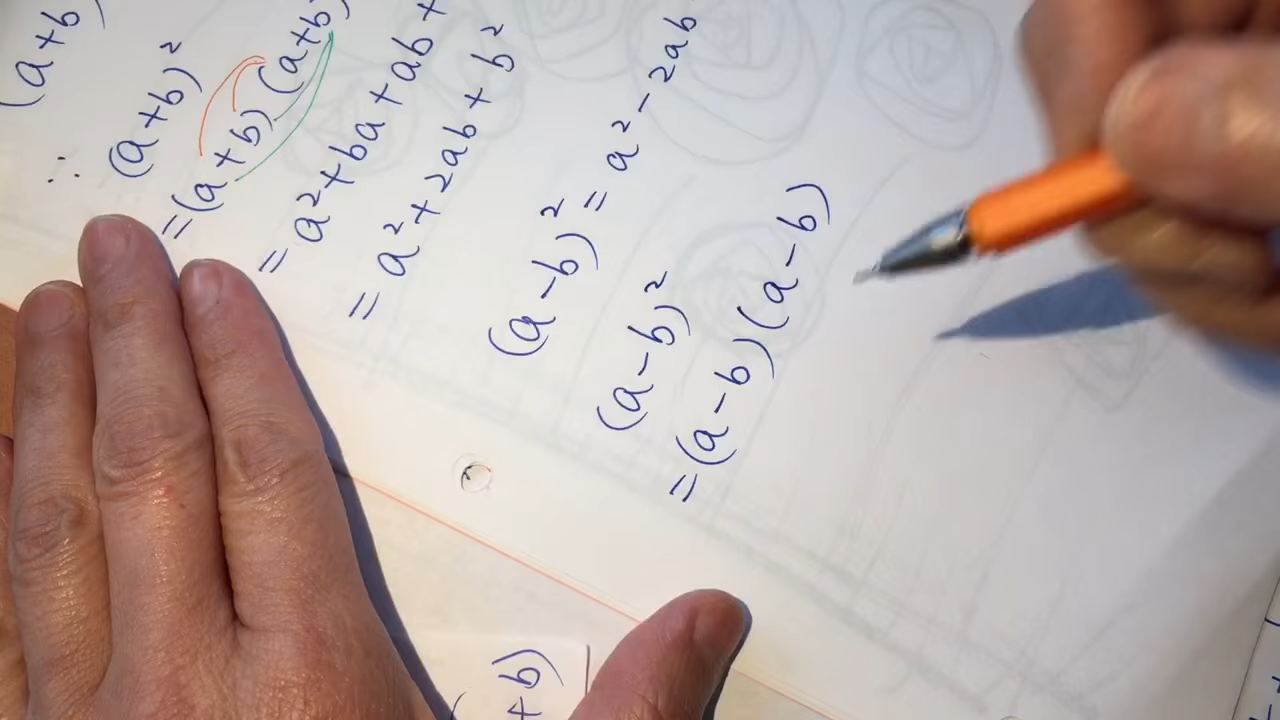 (a+b)
∴ (a+b)²
=(a+b)(a+b)
= a²+ba+ab+
= a²+2ab+b²
(a-b)² = a²-2ab
(a-b)²
=(a-b)(a-b)
+b)